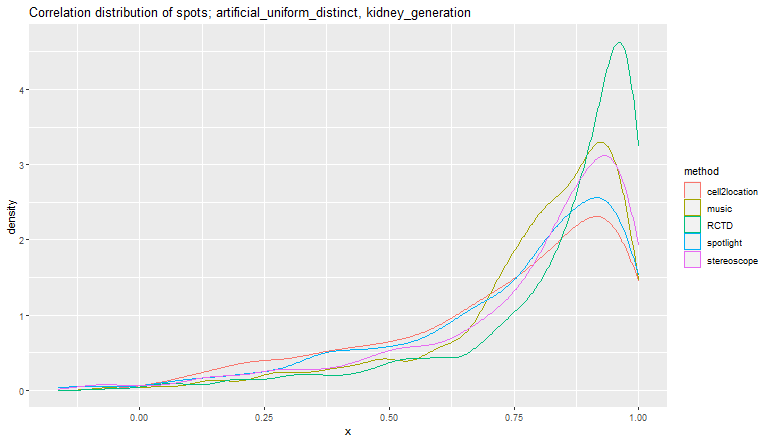 Correlation distribution of spots; artificial_uniform_distinct, kidney_generation
density
4
3
2
1
0
0.00 0.25 0.50 0.75 1.00
x
method
cell2location
music
RCTD
spotlight
stereoscope